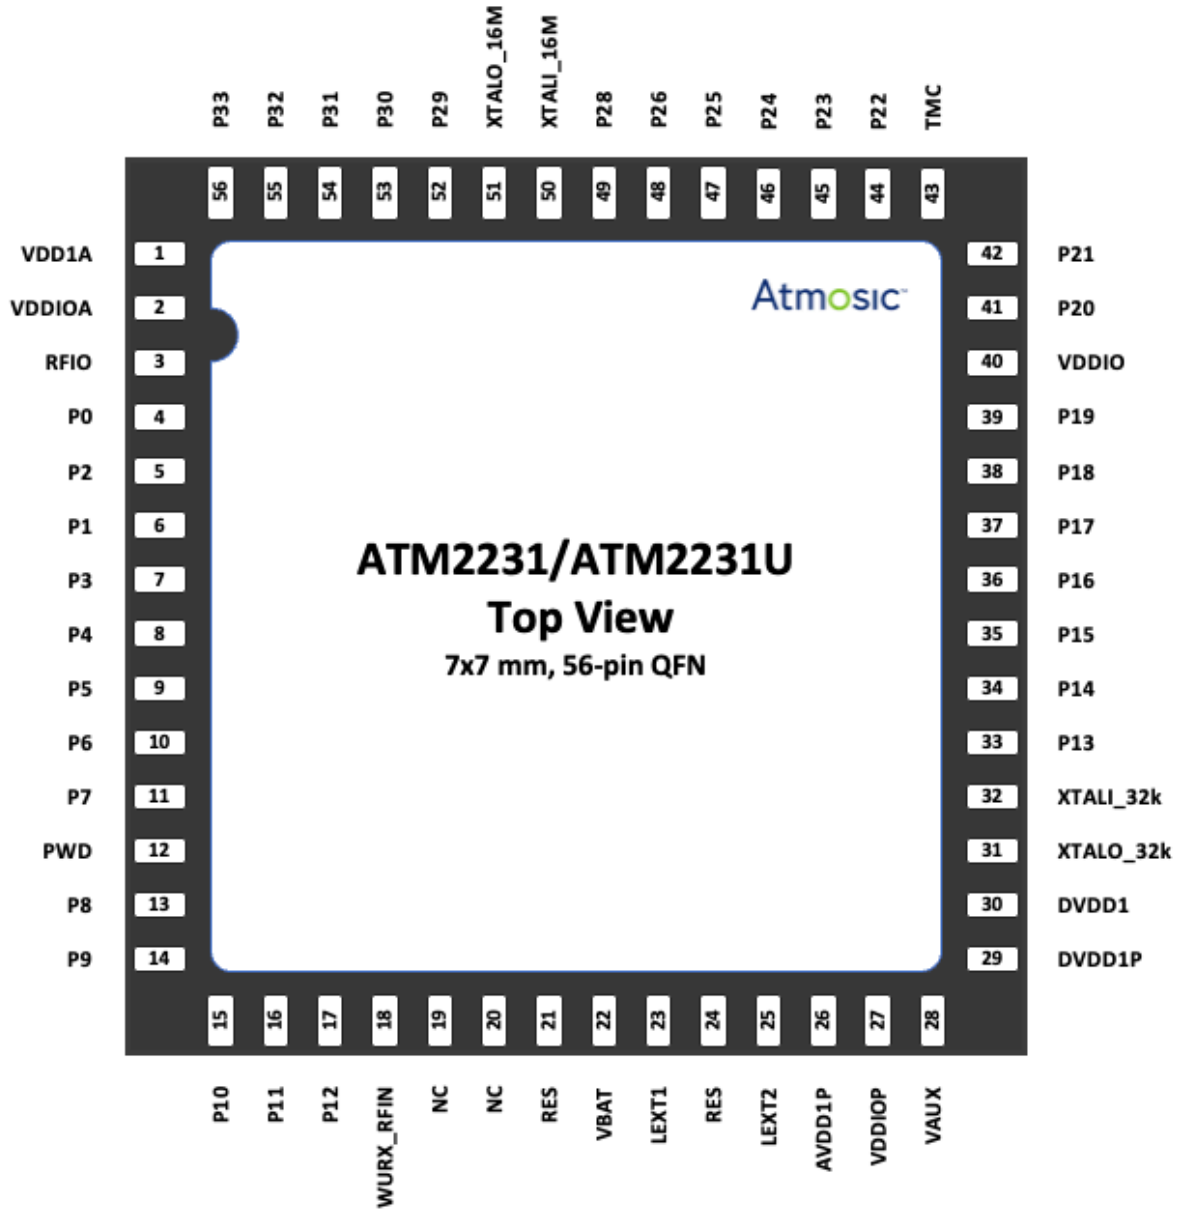 P33 P32 P31 P30 P29 XTALO_16M XTALI_16M P28 P26 P25 P24 P23 P22 TMC
56 55 54 53 52 51 50 49 48 47 46 45 44 43
VDD1A 1 42 P21
VDDIOA 2 41 P20
RFIO 3 40 VDDIO
P0 4 39 P19
P2 5 38 P18
P1 6 37 P17
P3 7 36 P16
P4 8 35 P15
P5 9 34 P14
P6 10 33 P13
P7 11 32 XTALI_32k
PWD 12 31 XTALO_32k
P8 13 30 DVDD1
P9 14 29 DVDD1P
Atmosic™
ATM2231/ATM2231U
Top View
7x7 mm, 56-pin QFN
15 16 17 18 19 20 21 22 23 24 25 26 27 28
P10 P11 P12 WURX_RFIN NC NC RES VBAT LEXT1 RES LEXT2 AVDD1P VDDIOP VAUX